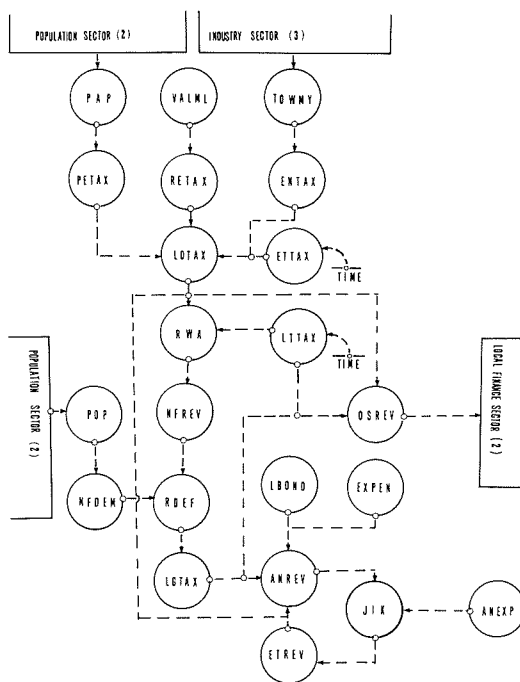 POPULATION SECTOR (2)
INDUSTRY SECTOR (3)
PAP
VALML
TOWMY
PETAX
RETAX
ENTAX
LOTAX
ETTAX
TIME
RWA
LTTAX
TIME
POPULATION SECTOR (2)
LOCAL FINANCE SECTOR (2)
POP
NFREV
OSREV
NFDEM
RDEF
LBOND
EXPEN
LGTAX
ANREV
JIK
ANEXP
ETREV